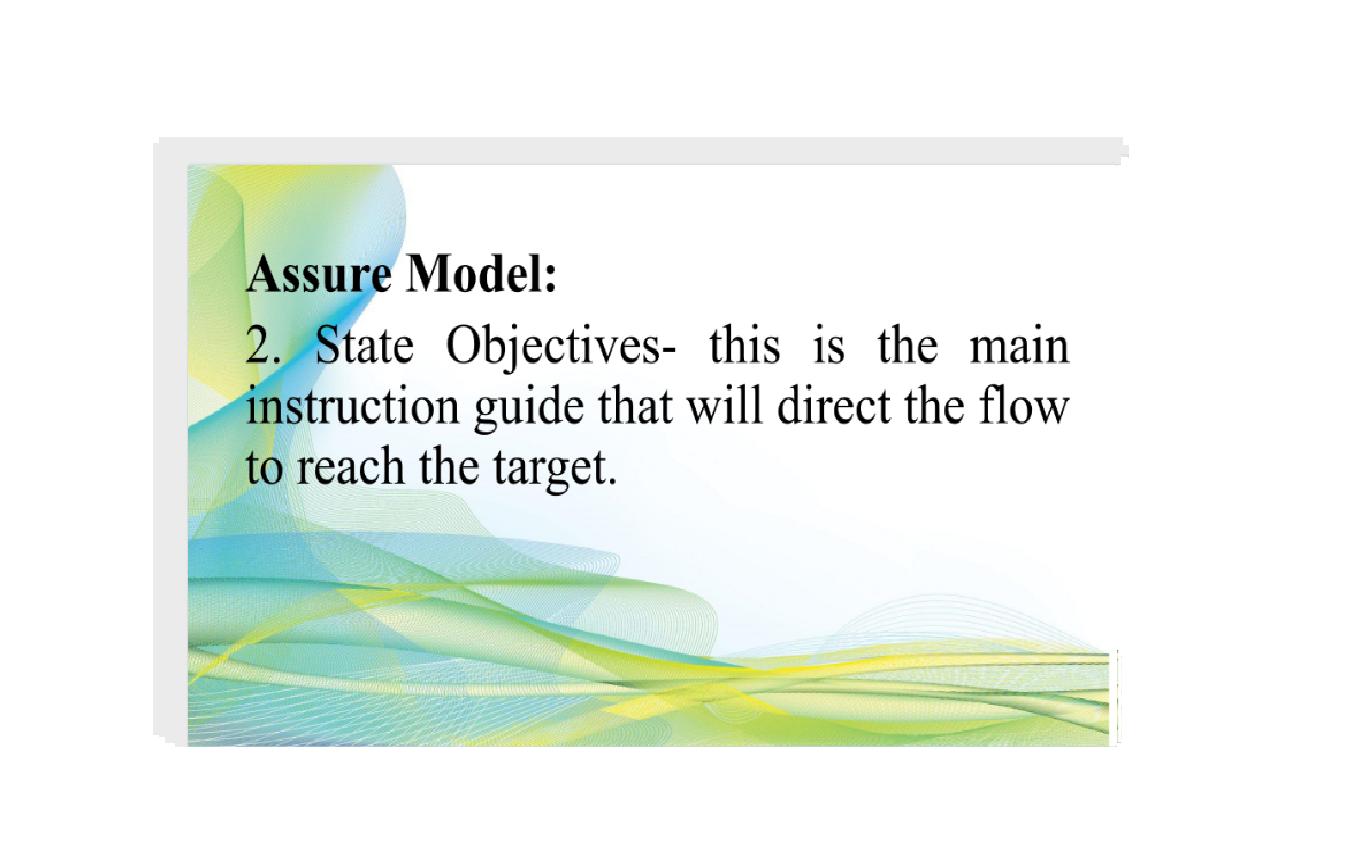 Assure Model:
2. State Objectives- this is the main
instruction guide that will direct the flow
to reach the target.